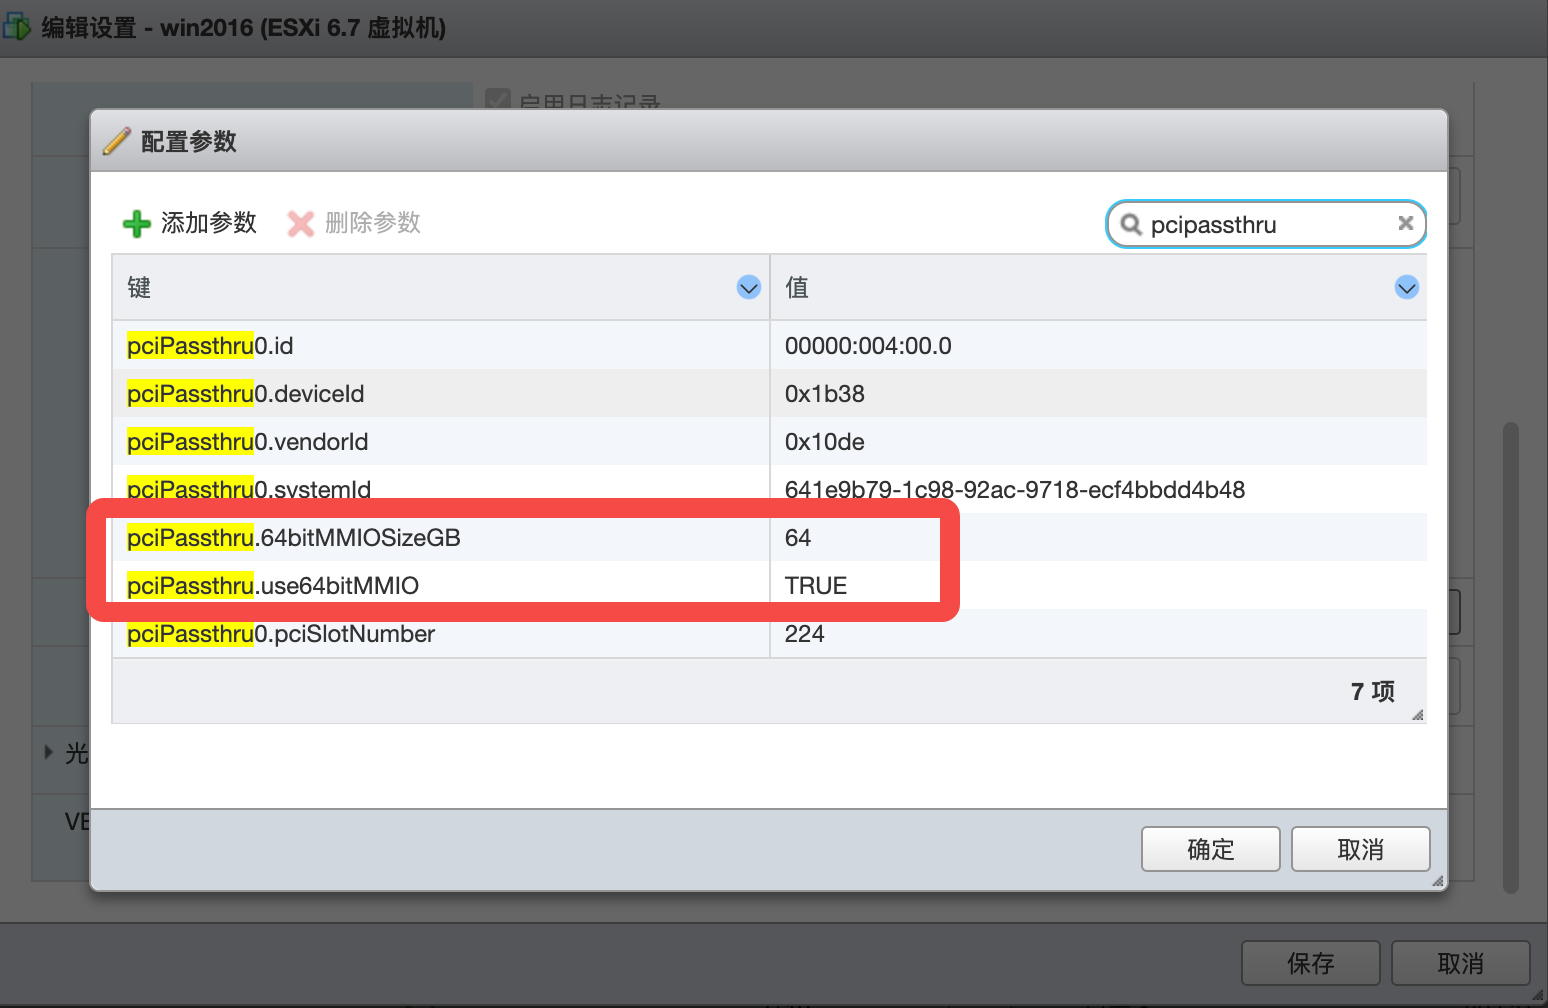 编辑设置 - win2016 (ESXi 6.7 虚拟机)
启用日志记录
配置参数
添加参数 删除参数 pcipassthru
键 值
pciPassthru0.id 00000:004:00.0
pciPassthru0.deviceId 0x1b38
pciPassthru0.vendorId 0x10de
pciPassthru0.systemId 641e9b79-1c98-92ac-9718-ecf4bbdd4b48
pciPassthru.64bitMMIOSizeGB 64
pciPassthru.use64bitMMIO TRUE
pciPassthru0.pciSlotNumber 224
7 项
光
VE
确定 取消
保存 取消